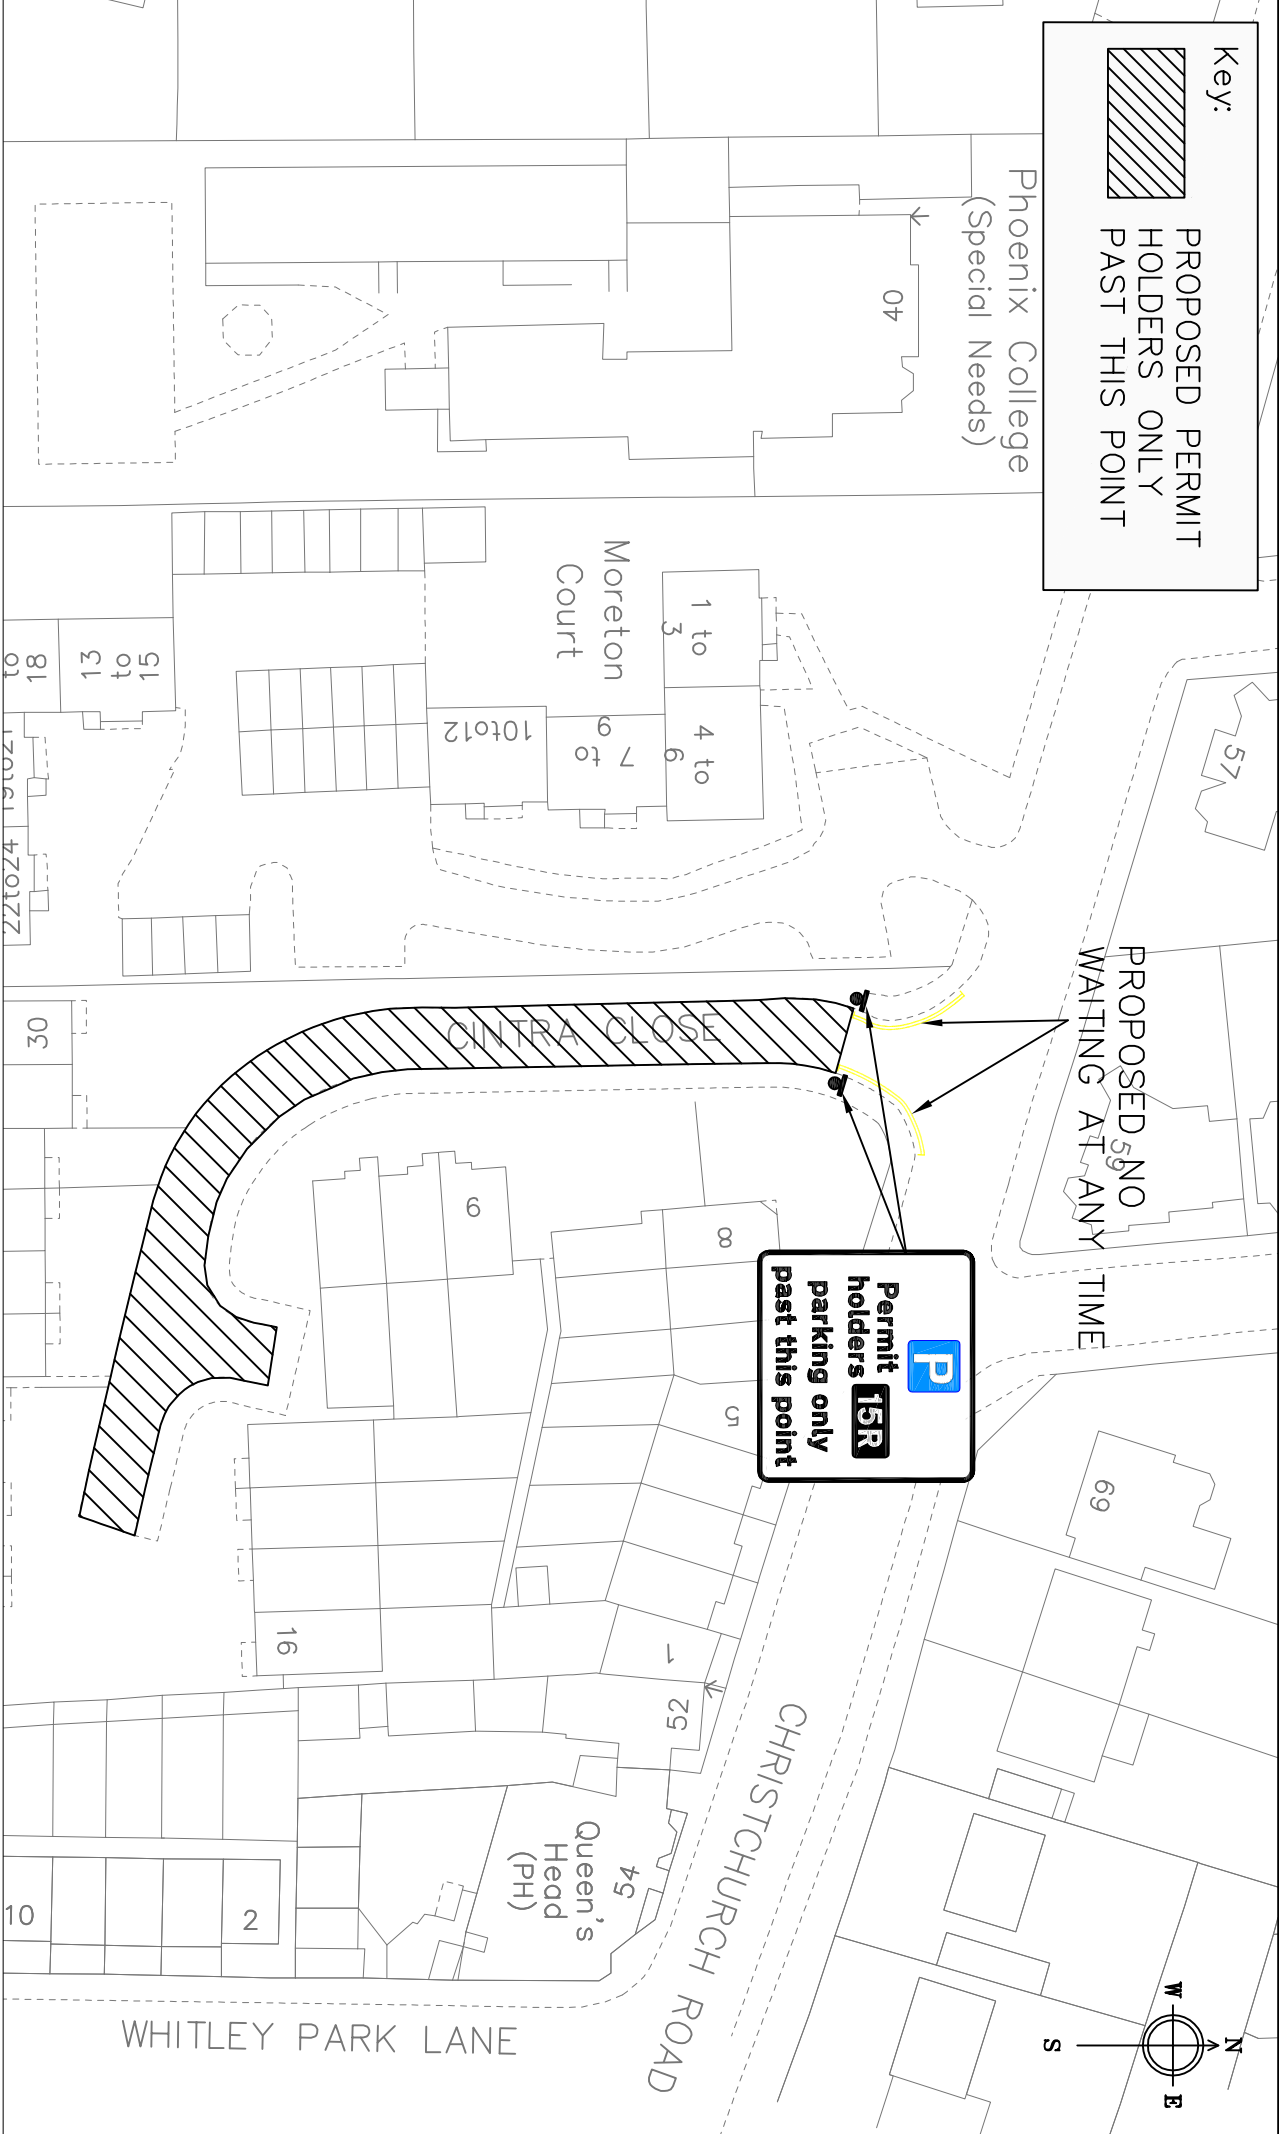 Key:
PROPOSED PERMIT
HOLDERS ONLY
PAST THIS POINT
Phoenix College
(Special Needs)
40
Moreton
Court
1 to
3
4 to
6
7 to
9
10to12
13
to
15
to
18
19to21
22to24
57
59
PROPOSED NO
WAITING AT ANY TIME
CINTRA CLOSE
30
9
8
5
P
Permit
holders 15R
parking only
past this point
69
16
1
52
CHRISTCHURCH ROAD
54
Queen's
Head
(PH)
2
10
WHITLEY PARK LANE
N
W
E
S